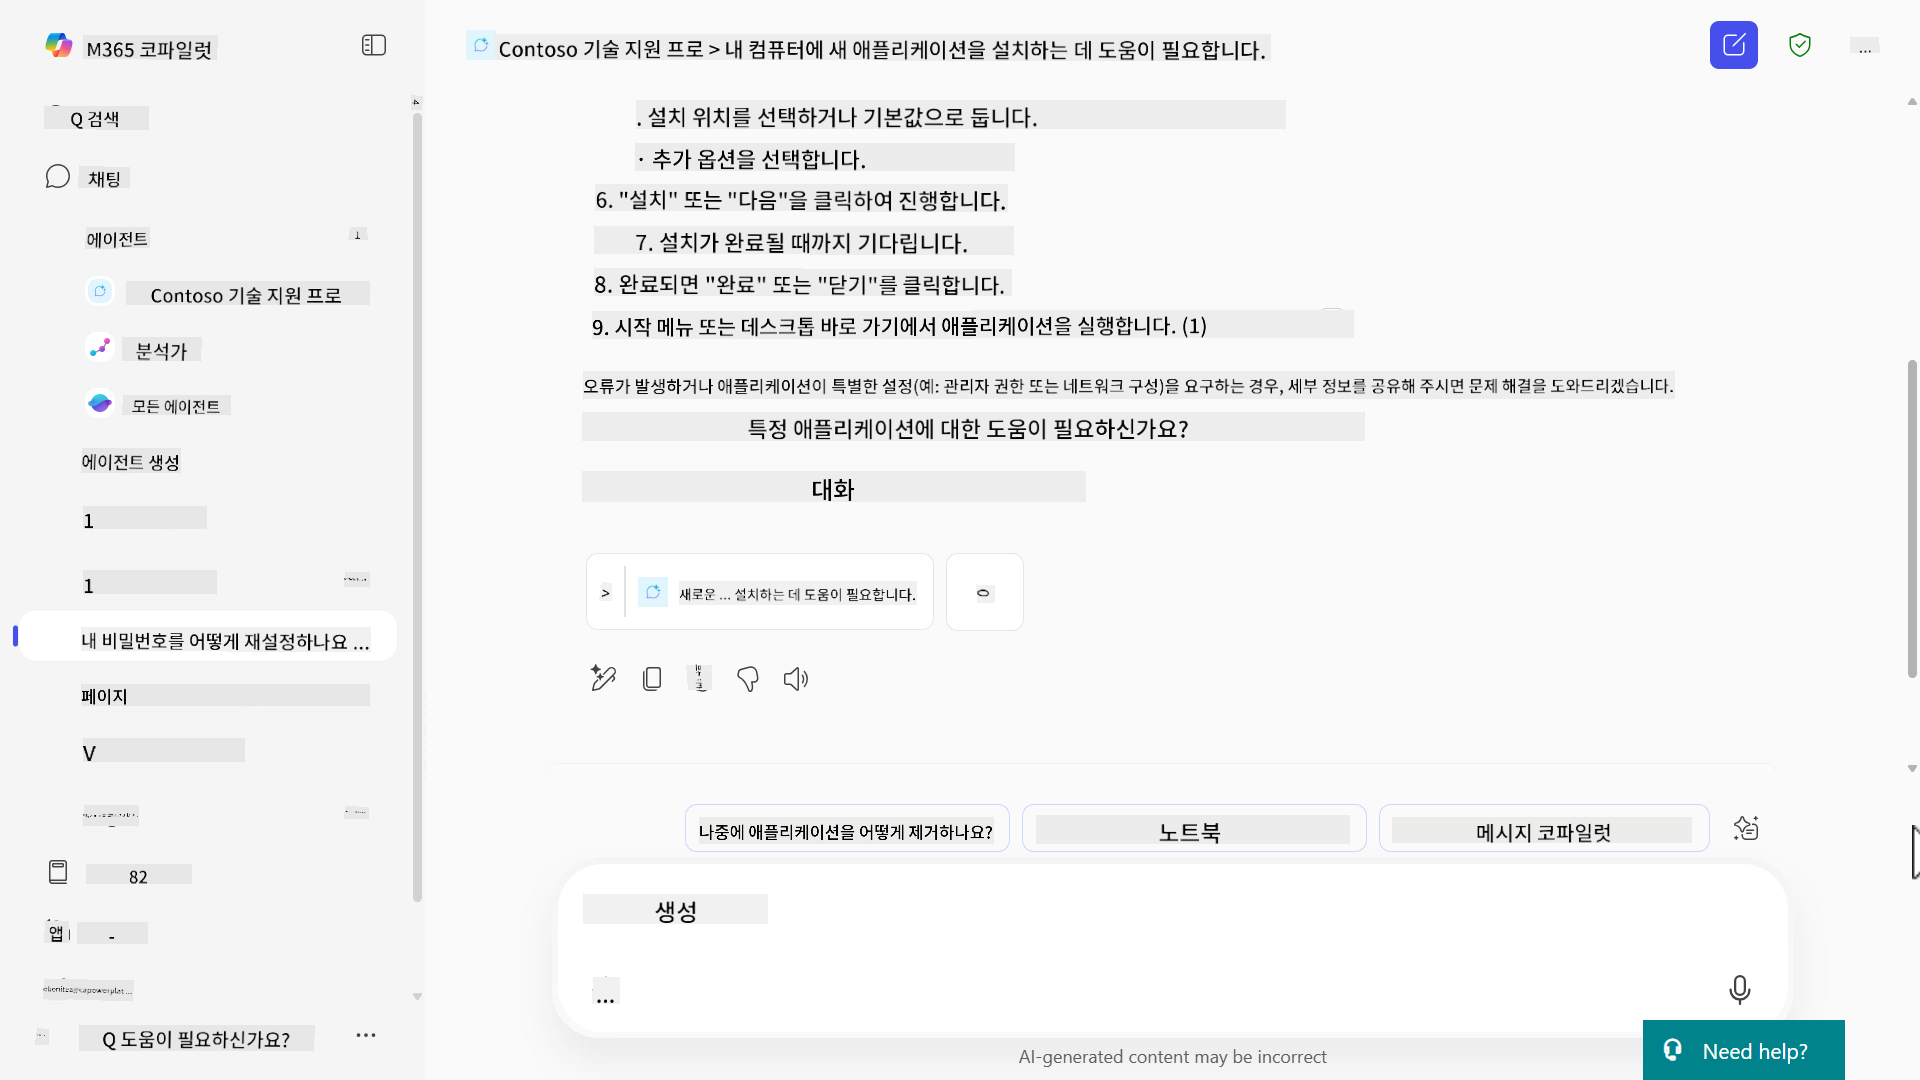 M365 코파일럿
Q 검색
채팅
에이전트
1
Contoso 기술 지원 프로
분석가
모든 에이전트
에이전트 생성
1
1
내 비밀번호를 어떻게 재설정하나요 ...
페이지
V
82
앱
-
Q 도움이 필요하신가요?
Contoso 기술 지원 프로 > 내 컴퓨터에 새 애플리케이션을 설치하는 데 도움이 필요합니다.
...
. 설치 위치를 선택하거나 기본값으로 둡니다.
· 추가 옵션을 선택합니다.
6. "설치" 또는 "다음"을 클릭하여 진행합니다.
7. 설치가 완료될 때까지 기다립니다.
8. 완료되면 "완료" 또는 "닫기"를 클릭합니다.
9. 시작 메뉴 또는 데스크톱 바로 가기에서 애플리케이션을 실행합니다. (1)
오류가 발생하거나 애플리케이션이 특별한 설정(예: 관리자 권한 또는 네트워크 구성)을 요구하는 경우, 세부 정보를 공유해 주시면 문제 해결을 도와드리겠습니다.
특정 애플리케이션에 대한 도움이 필요하신가요?
대화
>
새로운 ... 설치하는 데 도움이 필요합니다.
0
나중에 애플리케이션을 어떻게 제거하나요?
노트북
메시지 코파일럿
생성
...
AI-generated content may be incorrect
Need help?